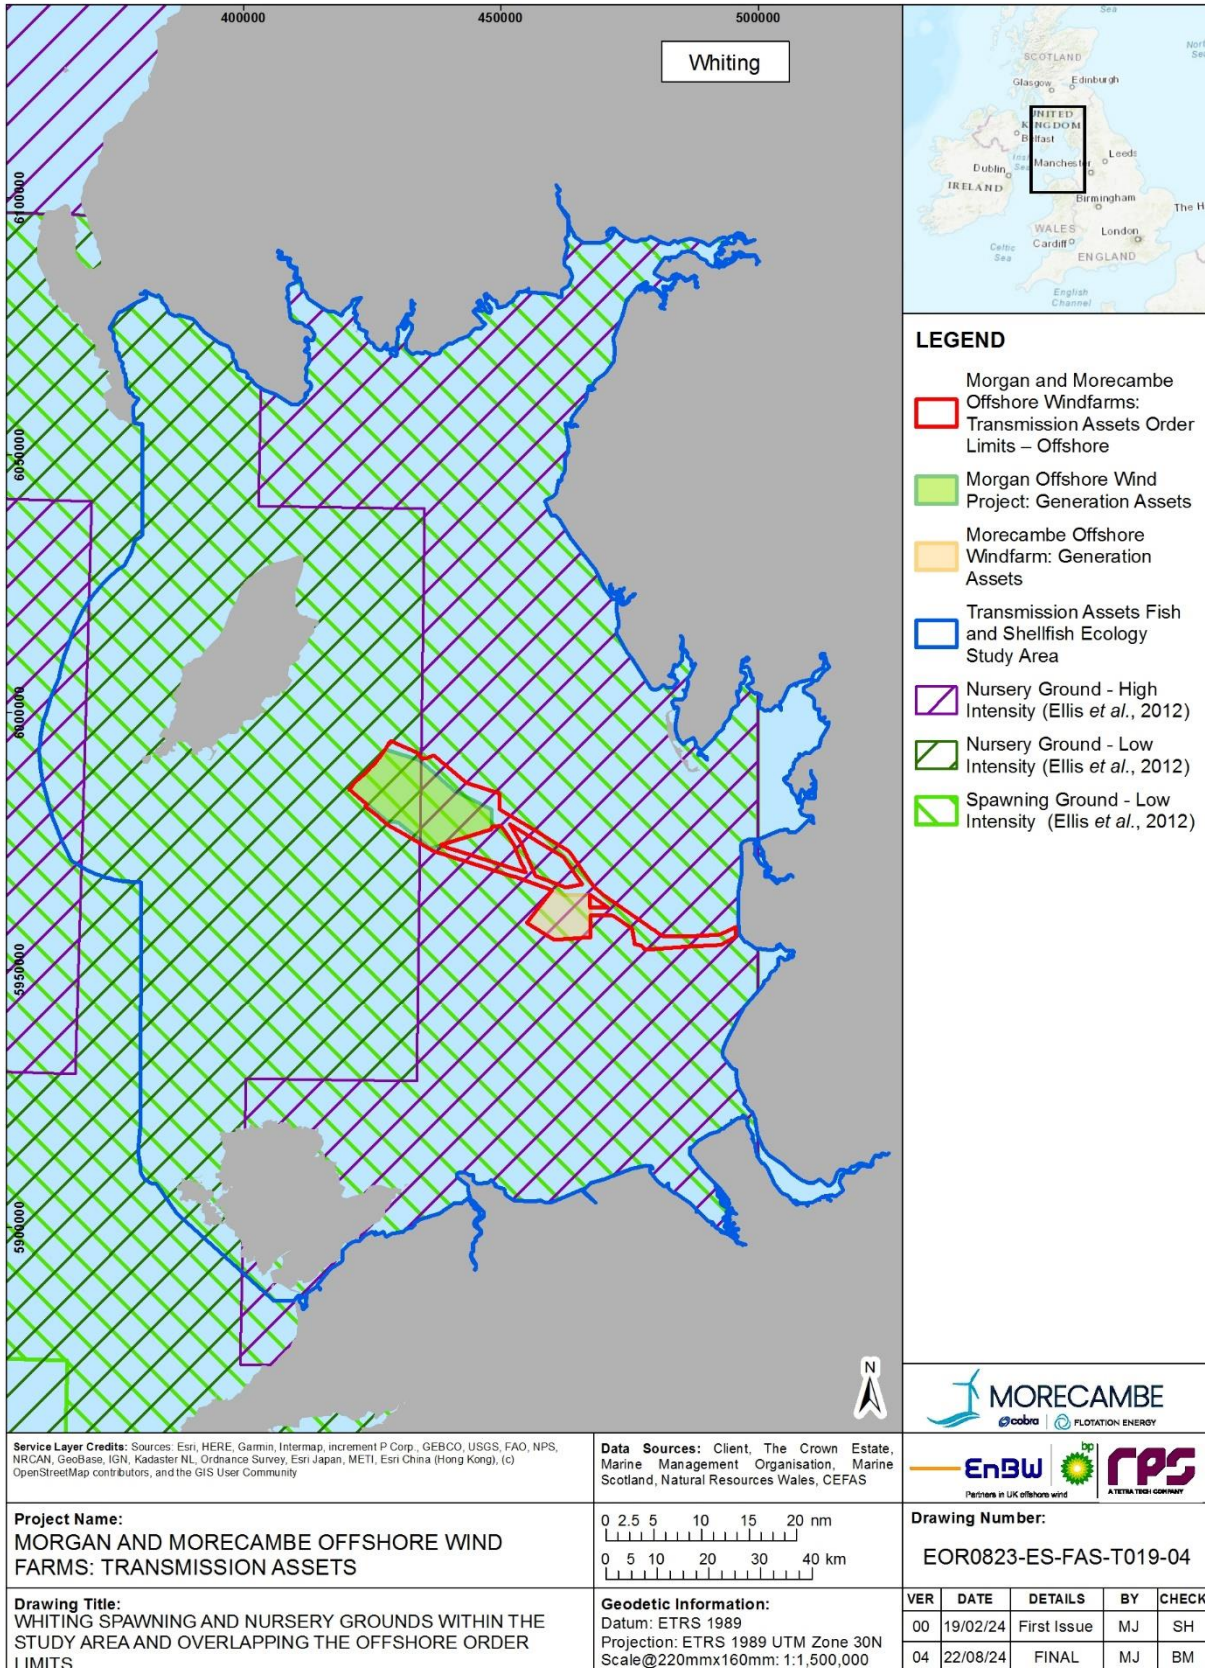 400000
450000
500000
Whiting
6100000
6050000
6000000
5950000
5900000
N
Sea
North
Sea
SCOTLAND
Glasgow
Edinburgh
UNITED
KINGDOM
Belfast
Irish
Sea
Leeds
Manchester
Dublin
IRELAND
Birmingham
The H
WALES
Cardiff
London
ENGLAND
Celtic
Sea
English
Channel
LEGEND
Morgan and Morecambe
Offshore Windfarms:
Transmission Assets Order
Limits – Offshore
Morgan Offshore Wind
Project: Generation Assets
Morecambe Offshore
Windfarm: Generation
Assets
Transmission Assets Fish
and Shellfish Ecology
Study Area
Nursery Ground - High
Intensity (Ellis et al., 2012)
Nursery Ground - Low
Intensity (Ellis et al., 2012)
Spawning Ground - Low
Intensity (Ellis et al., 2012)
MORECAMBE
cobra FLOTATION ENERGY
EnBW bp RPS
Partners in UK offshore wind
A TETRA TECH COMPANY
Service Layer Credits: Sources: Esri, HERE, Garmin, Intermap, increment P Corp., GEBCO, USGS, FAO, NPS,
NRCAN, GeoBase, IGN, Kadaster NL, Ordnance Survey, Esri Japan, METI, Esri China (Hong Kong), (c)
OpenStreetMap contributors, and the GIS User Community
Data Sources: Client, The Crown Estate,
Marine Management Organisation, Marine
Scotland, Natural Resources Wales, CEFAS
Project Name:
MORGAN AND MORECAMBE OFFSHORE WIND
FARMS: TRANSMISSION ASSETS
0 2.5 5 10 15 20 nm
0 5 10 20 30 40 km
Drawing Number:
EOR0823-ES-FAS-T019-04
Drawing Title:
WHITING SPAWNING AND NURSERY GROUNDS WITHIN THE
STUDY AREA AND OVERLAPPING THE OFFSHORE ORDER
LIMITS
Geodetic Information:
Datum: ETRS 1989
Projection: ETRS 1989 UTM Zone 30N
Scale@220mmx160mm: 1:1,500,000
VER DATE DETAILS BY CHECK
00 19/02/24 First Issue MJ SH
04 22/08/24 FINAL MJ BM